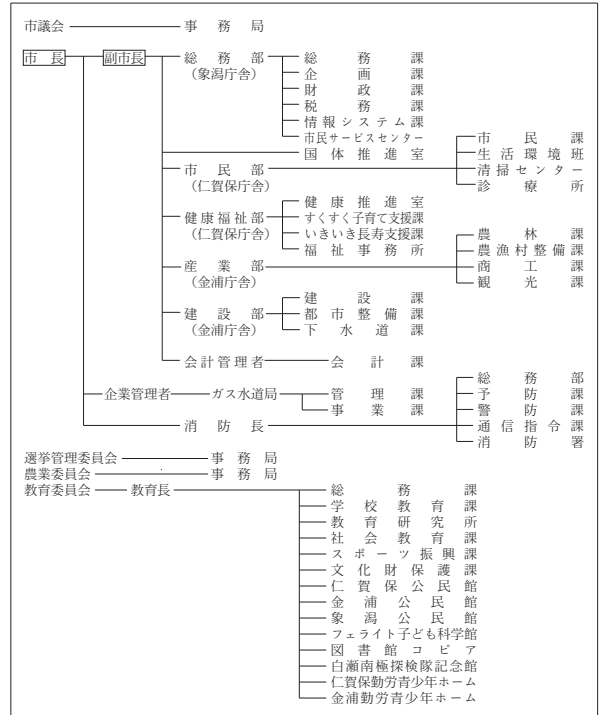 市議会 事務局
市長 副市長 総務部 総務課
(象潟庁舎) 企画課
財政課
税務課
情報システム課
市民サービスセンター 市民課
国体推進室 生活環境班
市民部 清掃センター
(仁賀保庁舎) 診療所
健康推進室
健康福祉部 すくすく子育て支援課
(仁賀保庁舎) いきいき長寿支援課 農林課
福祉事務所 農漁村整備課
産業部 商工課
(金浦庁舎) 観光課
建設課
建設部 都市整備課
(金浦庁舎) 下水道課
会計管理者 会計課
総務部
企業管理者 ガス水道局 管理課 予防課
事業課 警防課
消防長 通信指令課
消防署
選挙管理委員会 事務局
農業委員会 事務局
教育委員会 教育長 総務課
学校教育課
教育研究所
社会教育課
スポーツ振興課
文化財保護課
仁賀保公民館
金浦公民館
象潟公民館
フェライト子ども科学館
図書館コピア
白瀬南極探検隊記念館
仁賀保勤労青少年ホーム
金浦勤労青少年ホーム